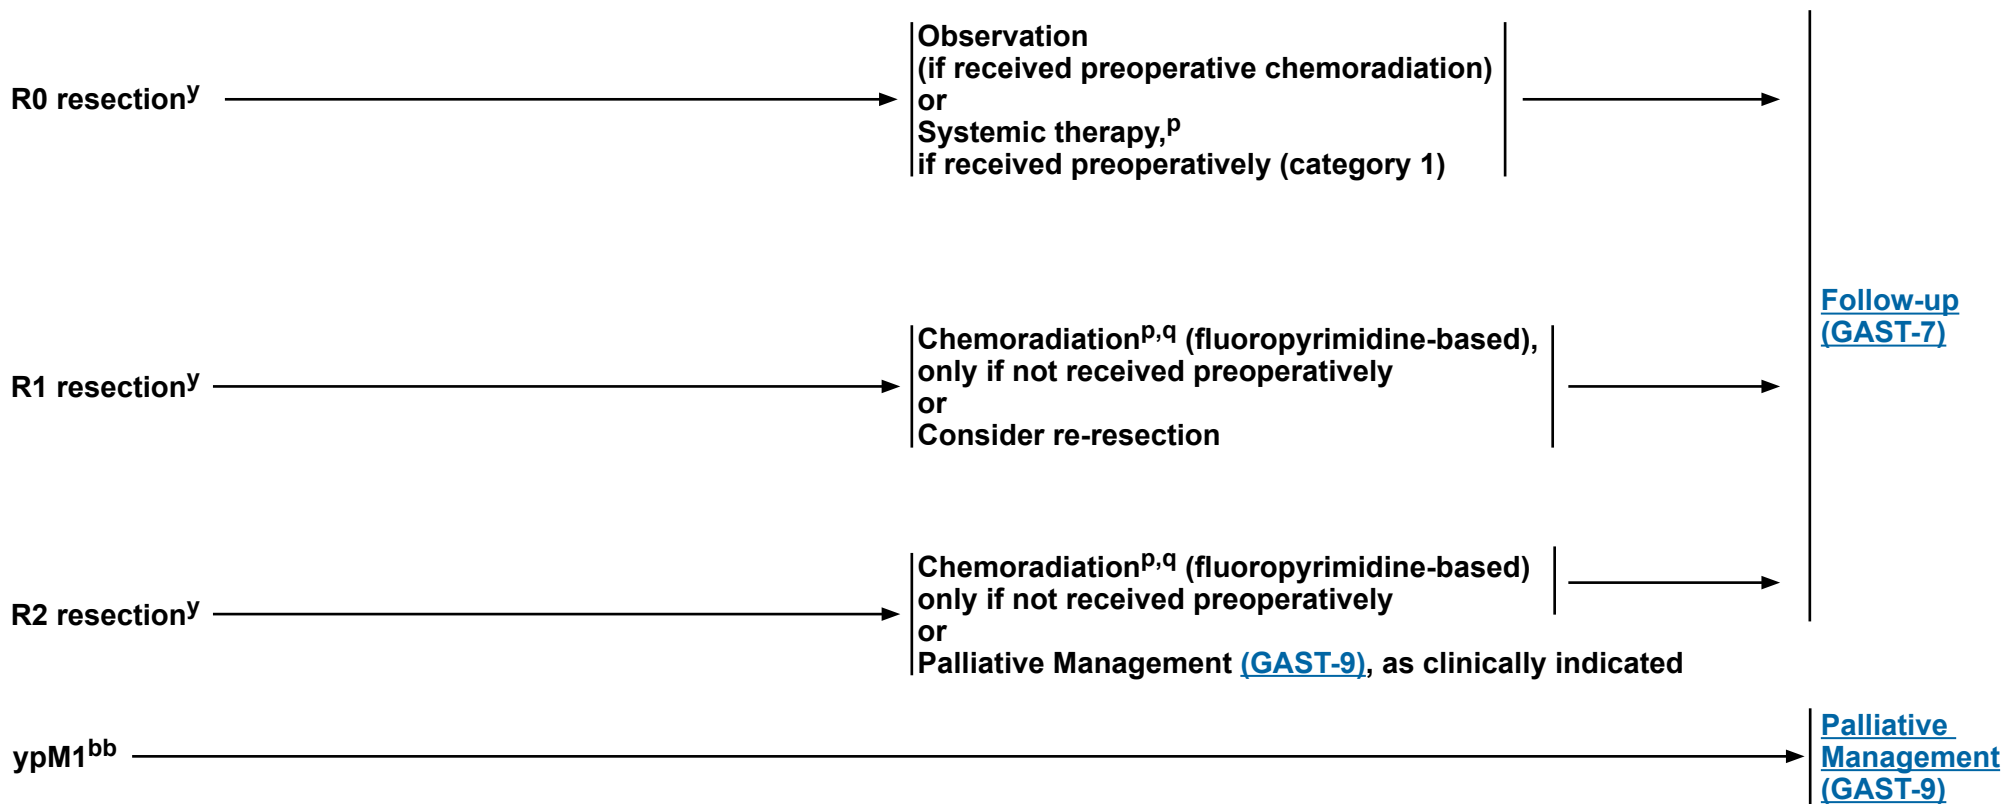 R0 resectiony
Observation
(if received preoperative chemoradiation)
or
Systemic therapy,p
if received preoperatively (category 1)
R1 resectiony
Chemoradiationp,q (fluoropyrimidine-based),
only if not received preoperatively
or
Consider re-resection
Follow-up
(GAST-7)
R2 resectiony
Chemoradiationp,q (fluoropyrimidine-based)
only if not received preoperatively
or
Palliative Management (GAST-9), as clinically indicated
ypM1bb
Palliative
Management
(GAST-9)